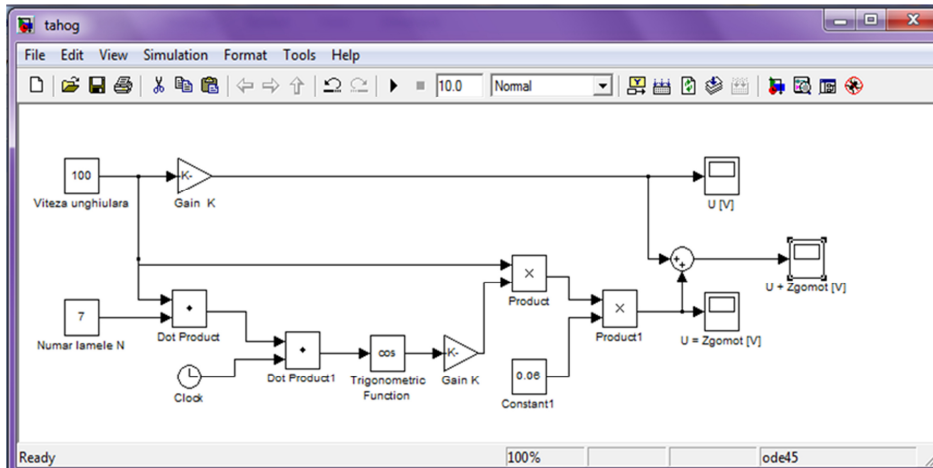 tahog
File Edit View Simulation Format Tools Help
10.0 Normal
100
Viteza unghiulara
K-
Gain K
U [V]
×
Product
++
U + Zgomot [V]
7
Numar lamele N
Dot Product
Dot Product1
cos
Trigonometric
Function
K-
Gain K
×
Product1
U = Zgomot [V]
Clock
0.06
Constant1
Ready 100% ode45